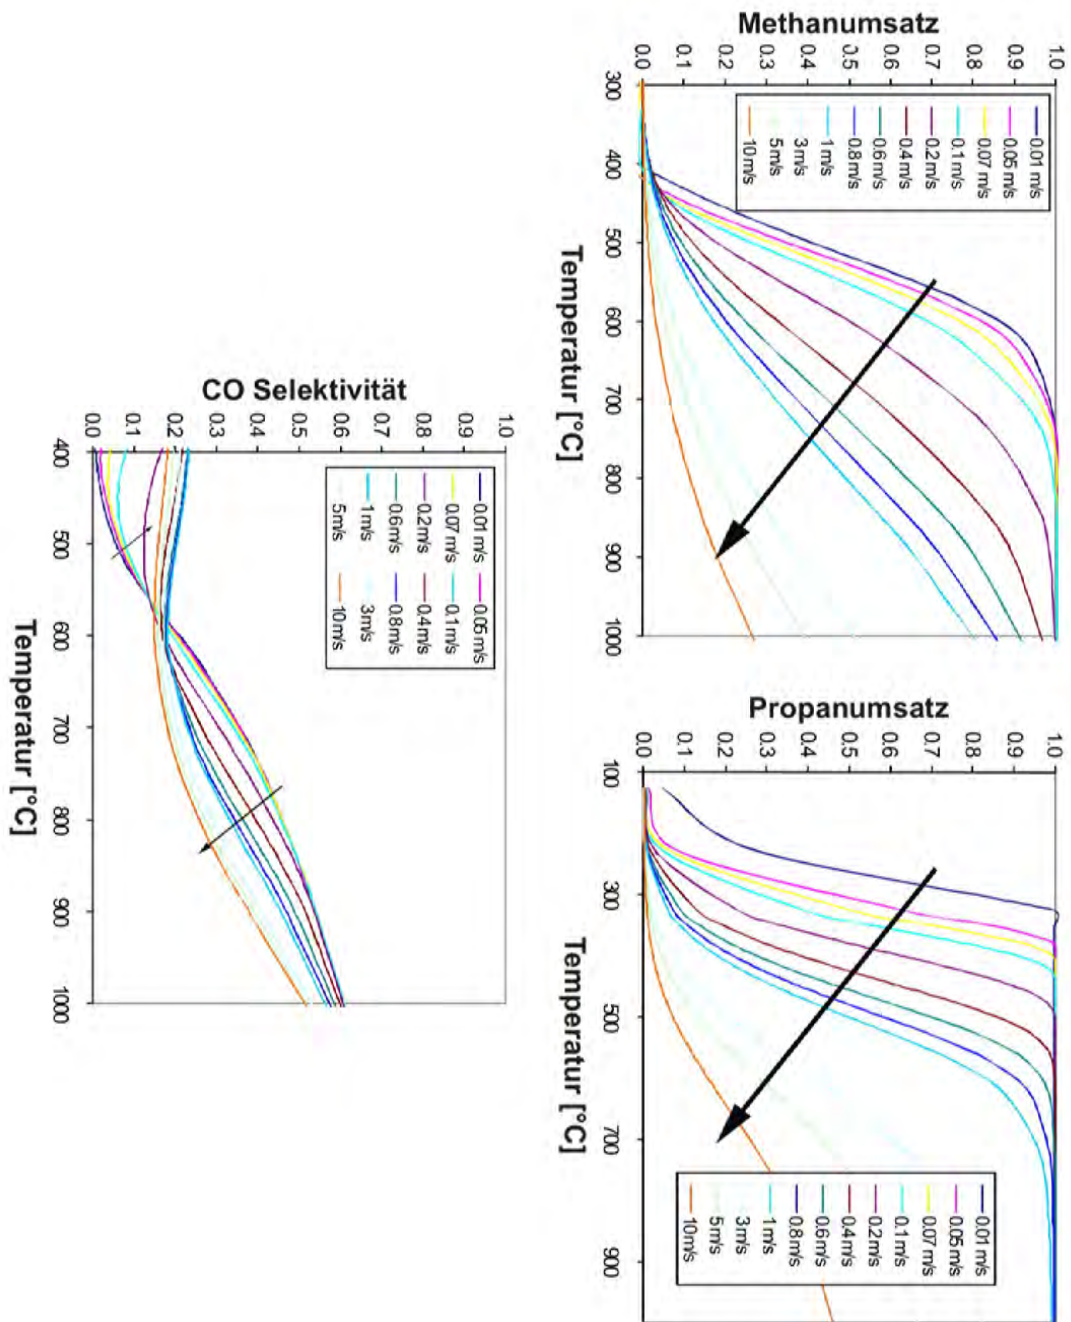 Methanumsatz
1.0
0.9
0.8
0.7
0.6
0.5
0.4
0.3
0.2
0.1
0.0
300
400
500
600
700
800
900
1000
Temperatur [°C]
0.01 m/s
0.05 m/s
0.07 m/s
0.1 m/s
0.2 m/s
0.4 m/s
0.6 m/s
0.8 m/s
1 m/s
3 m/s
5 m/s
10 m/s
Propanumsatz
1.0
0.9
0.8
0.7
0.6
0.5
0.4
0.3
0.2
0.1
0.0
100
300
500
700
900
Temperatur [°C]
0.01 m/s
0.05 m/s
0.07 m/s
0.1 m/s
0.2 m/s
0.4 m/s
0.6 m/s
0.8 m/s
1 m/s
3 m/s
5 m/s
10 m/s
CO Selektivität
1.0
0.9
0.8
0.7
0.6
0.5
0.4
0.3
0.2
0.1
0.0
400
500
600
700
800
900
1000
Temperatur [°C]
0.01 m/s 0.05 m/s
0.07 m/s 0.1 m/s
0.2 m/s 0.4 m/s
0.6 m/s 0.8 m/s
1 m/s 3 m/s
5 m/s 10 m/s